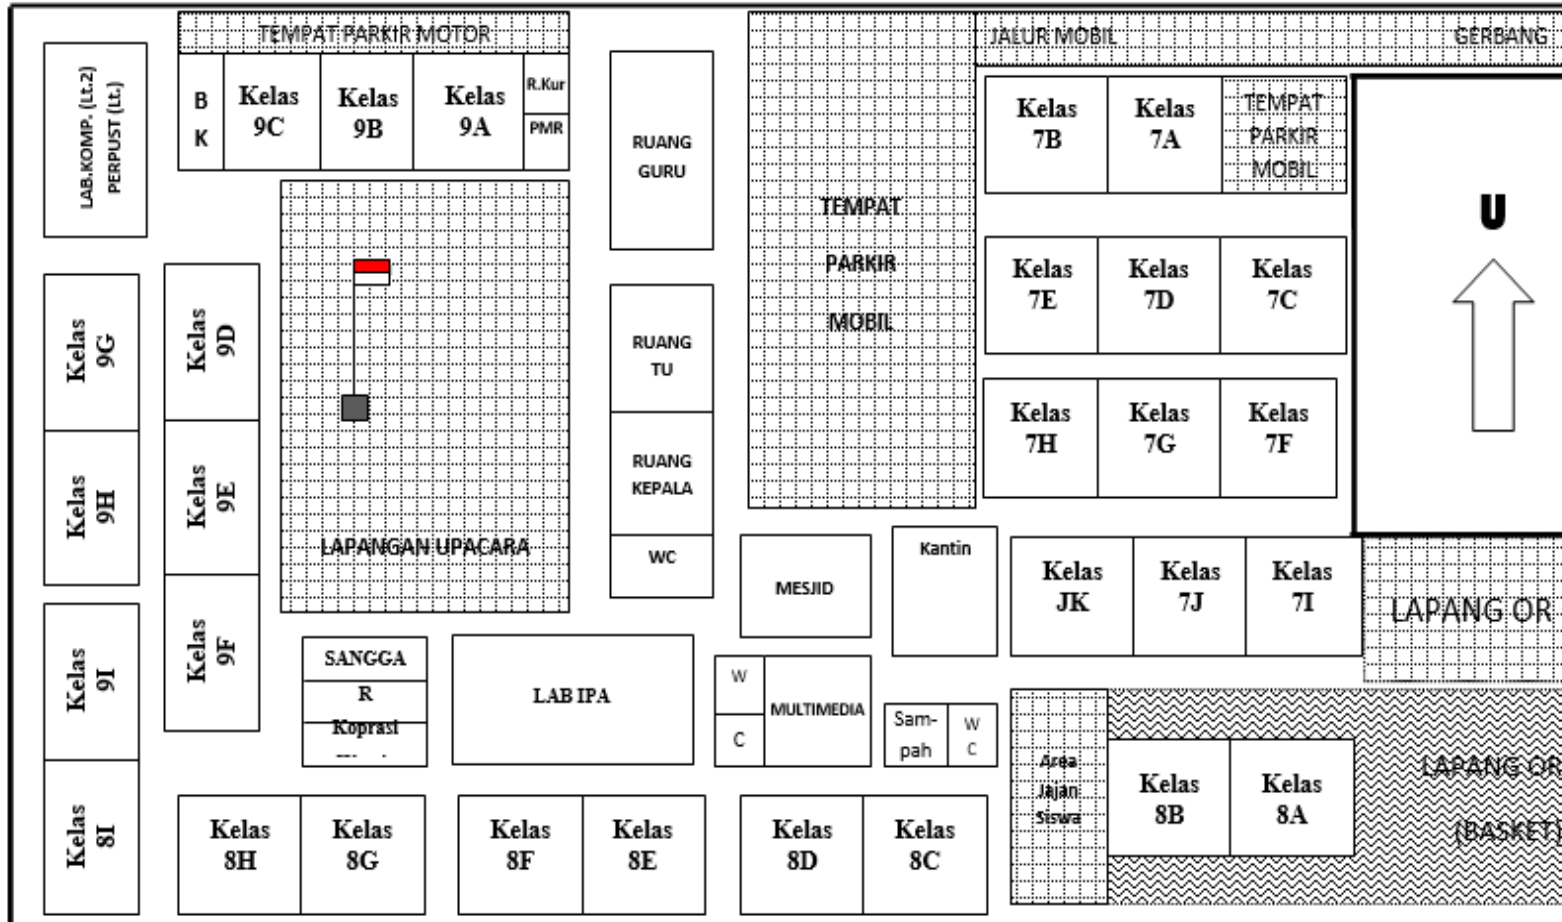 TEMPAT PARKIR MOTOR
JALUR MOBIL
GERBANG
LAB.KOMP. (Lt.2)
PERPUST (Lt.)
B
K
Kelas
9C
Kelas
9B
Kelas
9A
R.Kur
PMR
RUANG
GURU
TEMPAT
PARKIR
MOBIL
Kelas
7B
Kelas
7A
TEMPAT
PARKIR
MOBIL
U
Kelas
7E
Kelas
7D
Kelas
7C
Kelas
9G
Kelas
9D
RUANG
TU
Kelas
7H
Kelas
7G
Kelas
7F
Kelas
9H
Kelas
9E
RUANG
KEPALA
LAPANGAN UPACARA
WC
MESJID
Kantin
Kelas
JK
Kelas
7J
Kelas
7I
LAPANG OR
Kelas
9I
Kelas
9F
SANGGA
R
Koprasi
LAB IPA
W
C
MULTIMEDIA
Sam-
pah
W
C
Area
Jajan
Siswa
Kelas
8B
Kelas
8A
LAPANG OR
(BASKET)
Kelas
8I
Kelas
8H
Kelas
8G
Kelas
8F
Kelas
8E
Kelas
8D
Kelas
8C